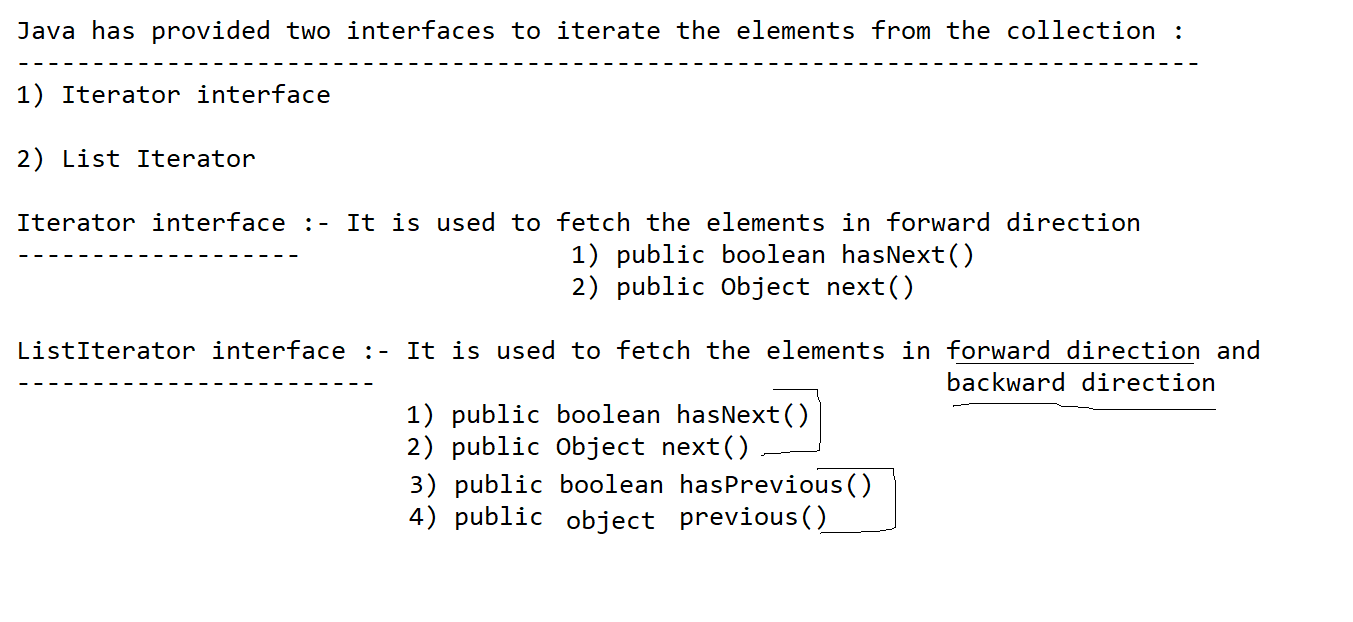 Java has provided two interfaces to iterate the elements from the collection :
-------------------------------------------------------------------------------
1) Iterator interface
2) List Iterator
Iterator interface :- It is used to fetch the elements in forward direction
-------------------
1) public boolean hasNext()
2) public Object next()
ListIterator interface :- It is used to fetch the elements in forward direction and
------------------------
backward direction
1) public boolean hasNext()
2) public Object next()
3) public boolean hasPrevious()
4) public object previous()